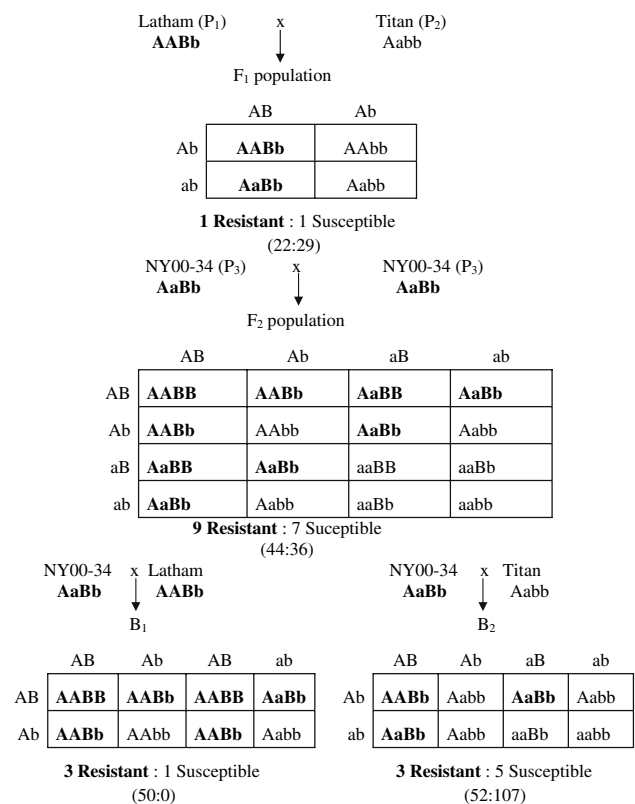 Latham (P₁) x Titan (P₂)
AABb Aabb
F₁ population
AB Ab
Ab AABb AAbb
ab AaBb Aabb
1 Resistant : 1 Susceptible
(22:29)
NY00-34 (P₃) x NY00-34 (P₃)
AaBb AaBb
F₂ population
AB Ab aB ab
AB AABB AABb AaBB AaBb
Ab AABb AAbb AaBb Aabb
aB AaBB AaBb aaBB aaBb
ab AaBb Aabb aaBb aabb
9 Resistant : 7 Suceptible
(44:36)
NY00-34 x Latham
AaBb AABb
B₁
AB Ab AB ab
AB AABB AABb AABB AaBb
Ab AABb AAbb AABb Aabb
3 Resistant : 1 Susceptible
(50:0)
NY00-34 x Titan
AaBb Aabb
B₂
AB Ab aB ab
Ab AABb Aabb AaBb Aabb
ab AaBb Aabb aaBb aabb
3 Resistant : 5 Susceptible
(52:107)